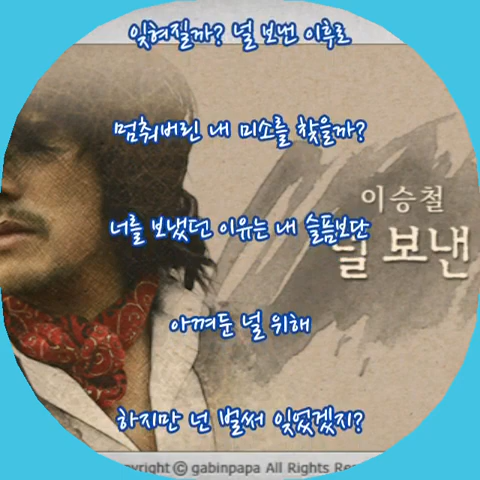 잊혀질까? 널 보낸 이후로
멈춰버린 내 미소를 찾을까?
이승철
너를 보냈던 이유는 내 슬픔보단
널 보낸
아껴둔 널 위해
하지만 넌 벌써 잊었겠지?
yright © gabinpapa All Rights Re